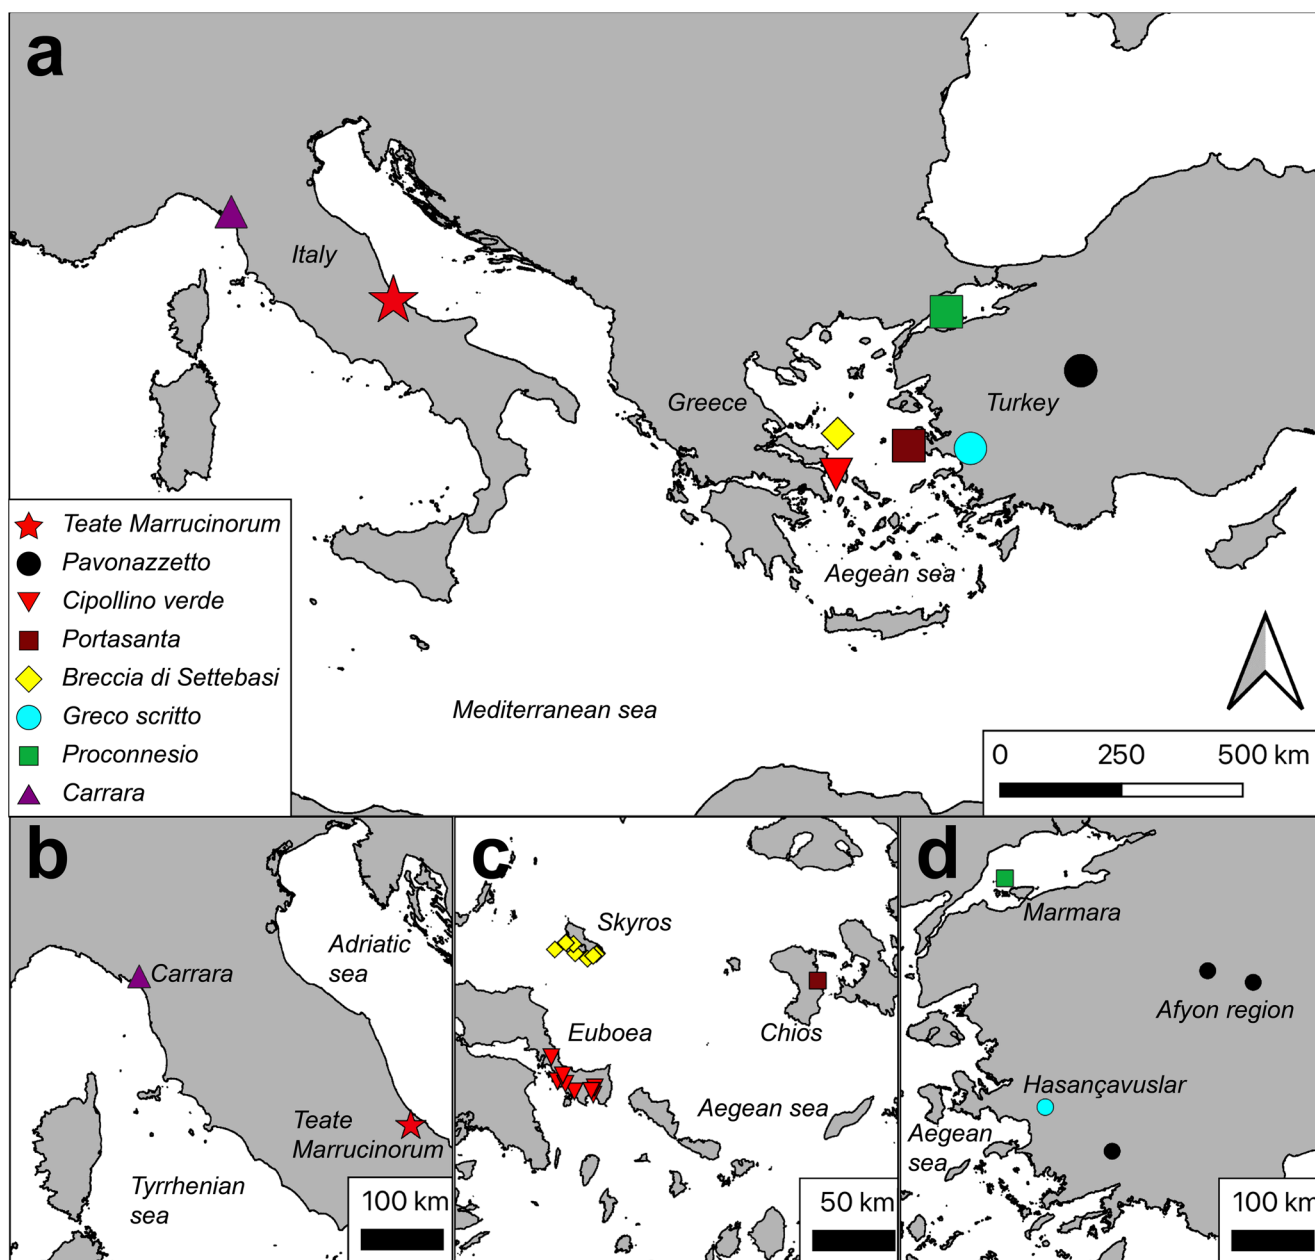 a
Italy
Greece
Turkey
Aegean sea
Mediterranean sea
Teate Marrucinorum
Pavonazzetto
Cipollino verde
Portasanta
Breccia di Settebasi
Greco scritto
Proconnesio
Carrara
0 250 500 km
b
Adriatic
sea
Carrara
Teate
Marrucinorum
Tyrrhenian
sea
100 km
c
Skyros
Euboea
Chios
Aegean sea
50 km
d
Marmara
Afyon region
Hasançavuslar
Aegean
sea
100 km